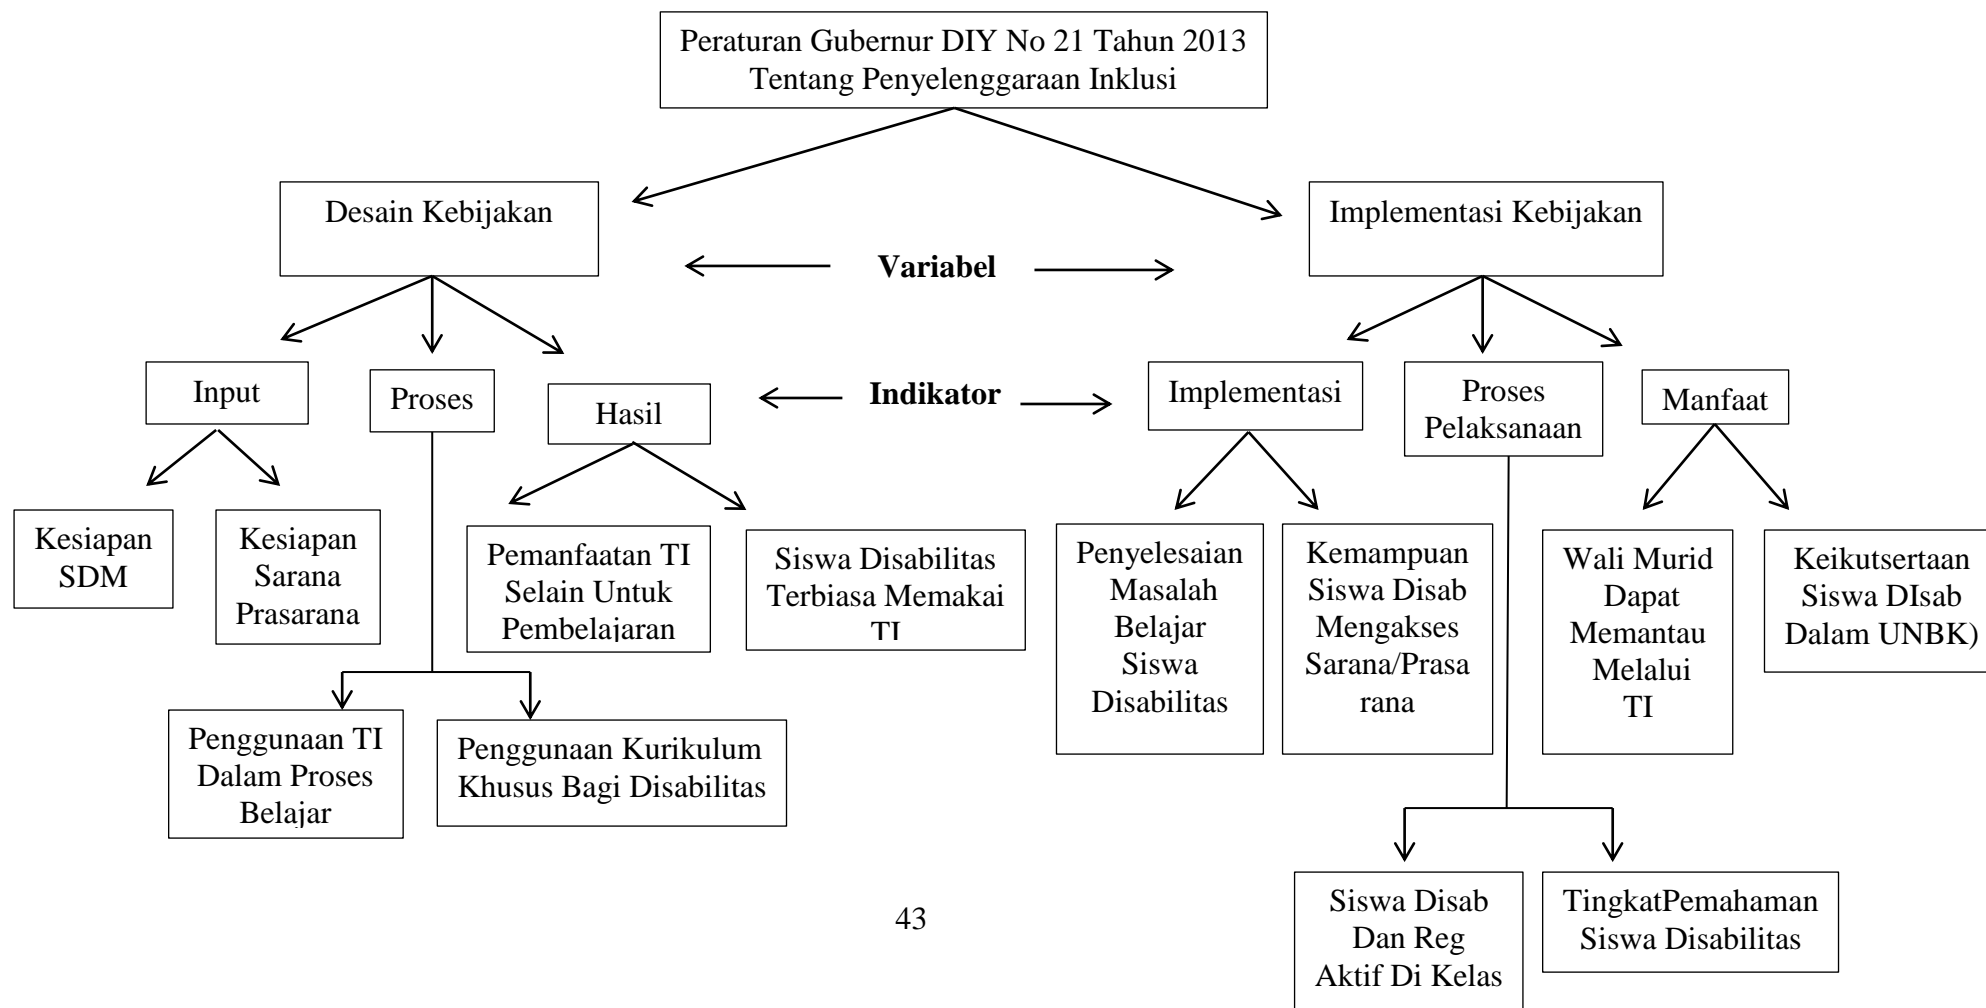 Peraturan Gubernur DIY No 21 Tahun 2013
Tentang Penyelenggaraan Inklusi
Desain Kebijakan
Implementasi Kebijakan
Variabel
Input
Proses
Hasil
Indikator
Implementasi
Proses
Pelaksanaan
Manfaat
Kesiapan
SDM
Kesiapan
Sarana
Prasarana
Pemanfaatan TI
Selain Untuk
Pembelajaran
Siswa Disabilitas
Terbiasa Memakai
TI
Penyelesaian
Masalah
Belajar
Siswa
Disabilitas
Kemampuan
Siswa Disab
Mengakses
Sarana/Prasa
rana
Wali Murid
Dapat
Memantau
Melalui
TI
Keikutsertaan
Siswa DIsab
Dalam UNBK)
Penggunaan TI
Dalam Proses
Belajar
Penggunaan Kurikulum
Khusus Bagi Disabilitas
Siswa Disab
Dan Reg
Aktif Di Kelas
TingkatPemahaman
Siswa Disabilitas
43